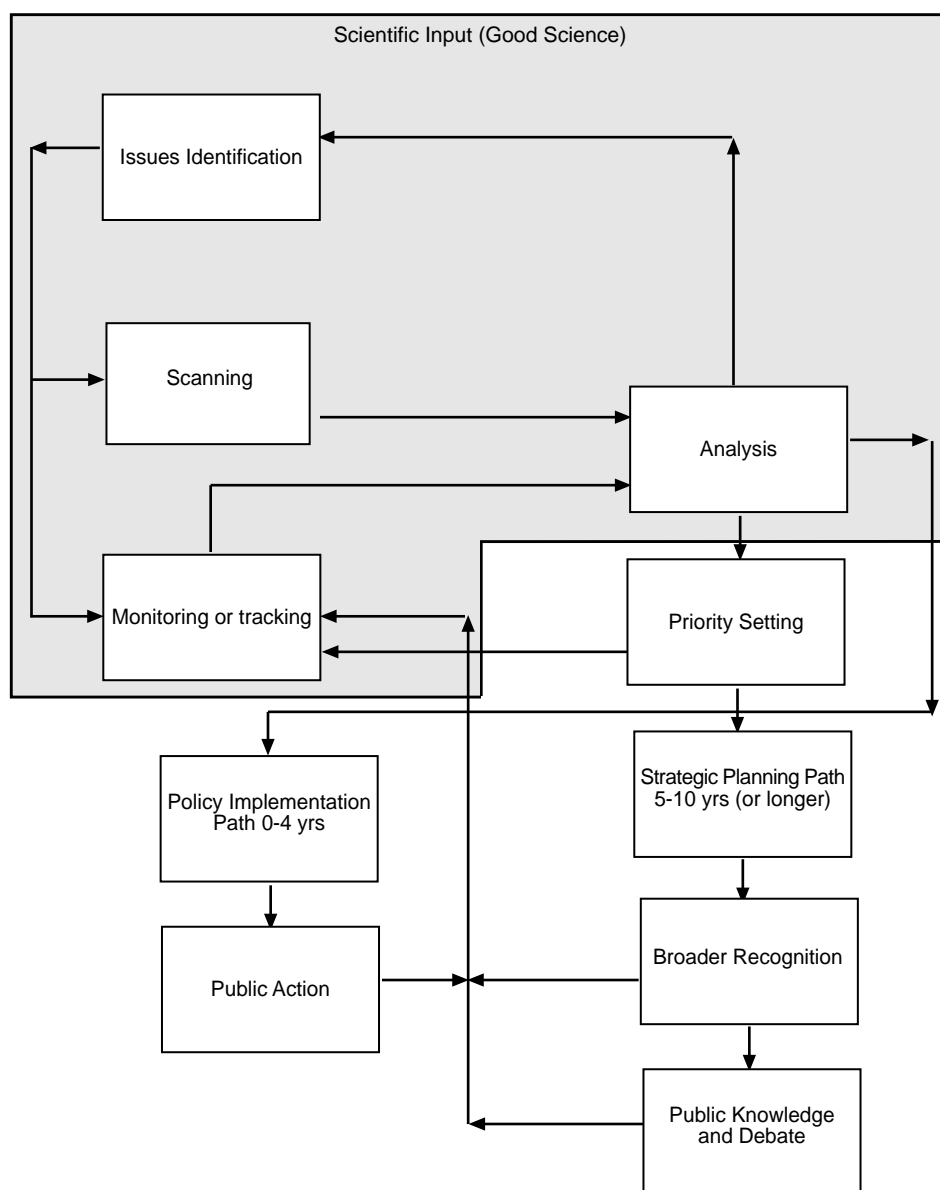 Scientific Input (Good Science)
Issues Identification
Scanning
Analysis
Monitoring or tracking
Priority Setting
Policy Implementation
Path 0-4 yrs
Strategic Planning Path
5-10 yrs (or longer)
Public Action
Broader Recognition
Public Knowledge
and Debate